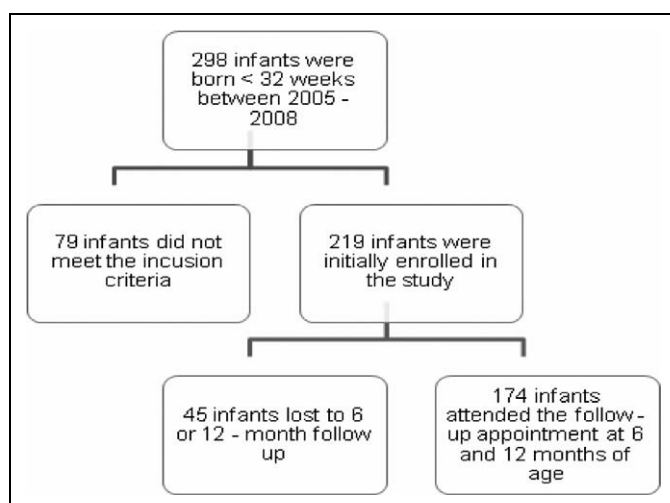 298 infants were
born < 32 weeks
between 2005 -
2008
79 infants did not
meet the incusion
criteria
219 infants were
initially enrolled in
the study
45 infants lost to 6
or 12 - month follow
up
174 infants
attended the follow -
up appointment at 6
and 12 months of
age